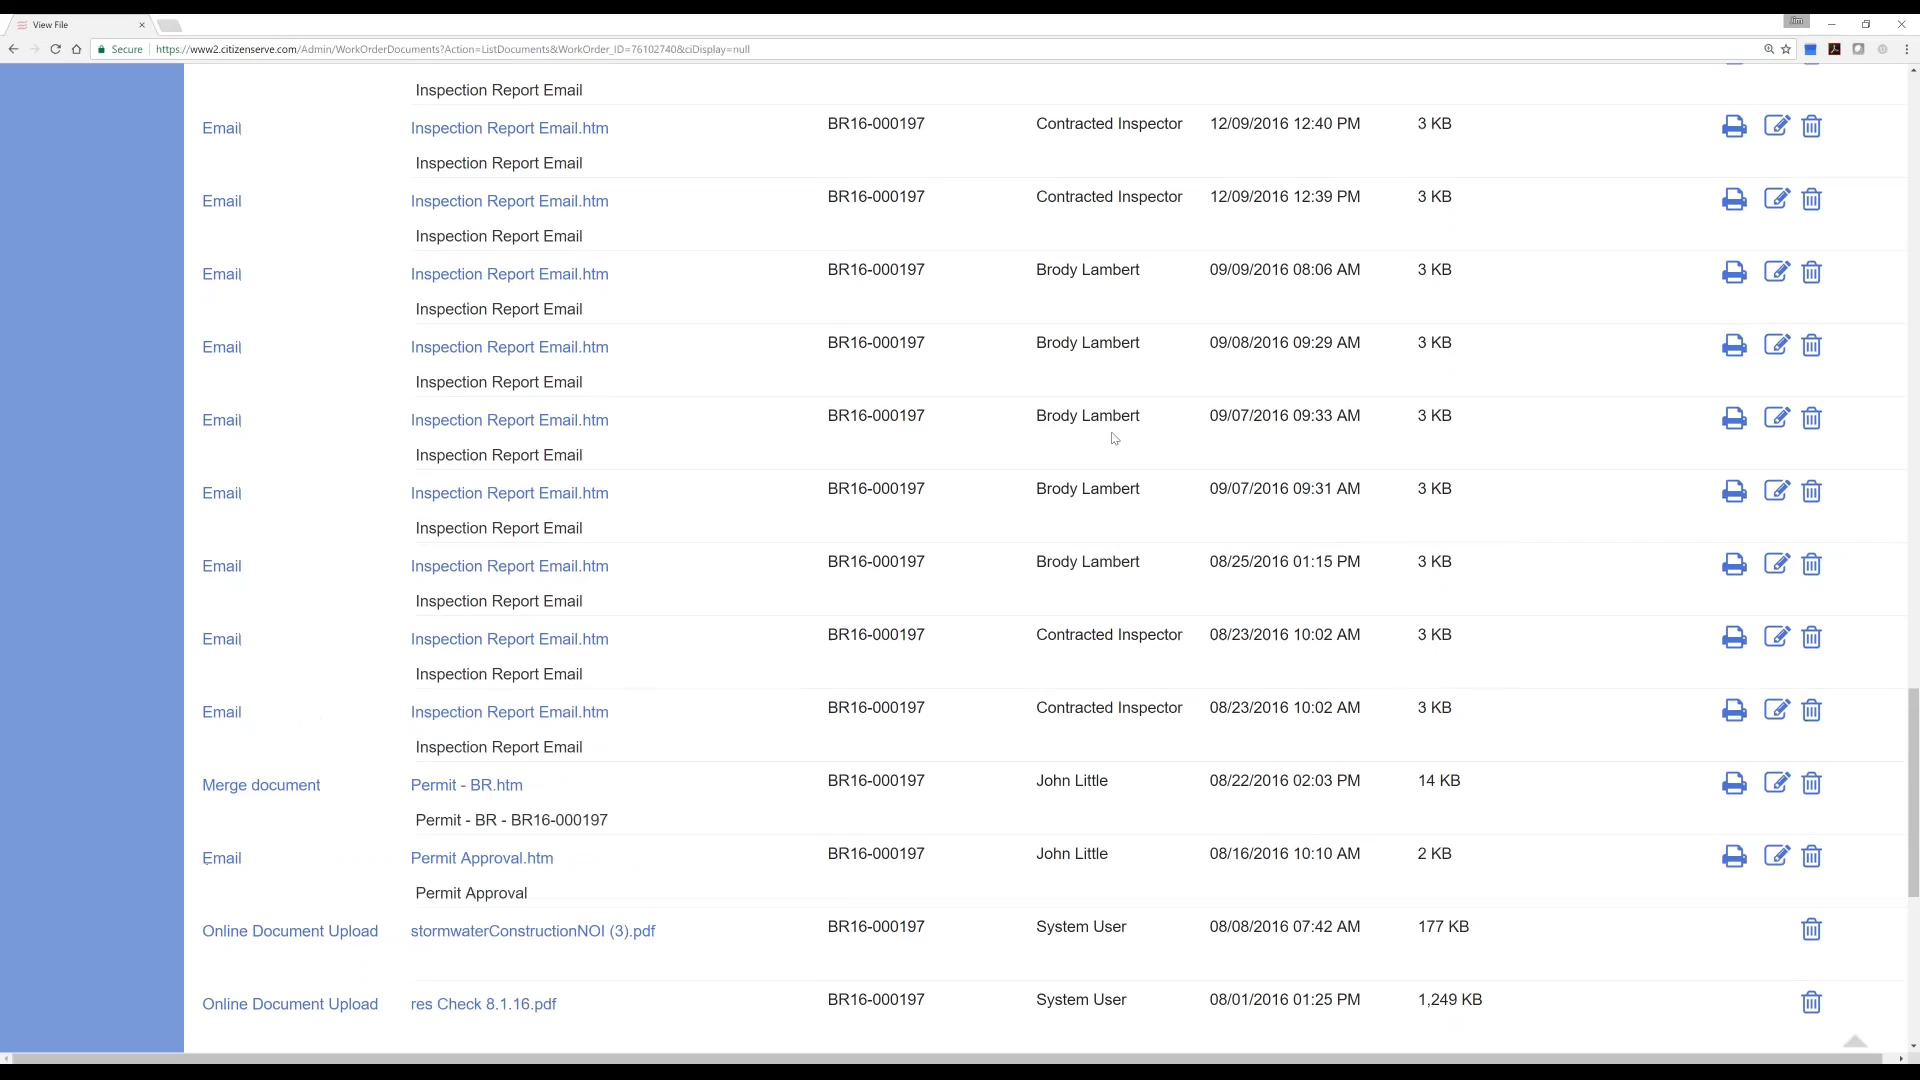 View File
Jim
Secure
https://www2.citizenserve.com/Admin/WorkOrderDocuments?Action=ListDocuments&WorkOrder_ID=76102740&ciDisplay=null
Inspection Report Email
Email Inspection Report Email.htm BR16-000197 Contracted Inspector 12/09/2016 12:40 PM 3 KB
Inspection Report Email
Email Inspection Report Email.htm BR16-000197 Contracted Inspector 12/09/2016 12:39 PM 3 KB
Inspection Report Email
Email Inspection Report Email.htm BR16-000197 Brody Lambert 09/09/2016 08:06 AM 3 KB
Inspection Report Email
Email Inspection Report Email.htm BR16-000197 Brody Lambert 09/08/2016 09:29 AM 3 KB
Inspection Report Email
Email Inspection Report Email.htm BR16-000197 Brody Lambert 09/07/2016 09:33 AM 3 KB
Inspection Report Email
Email Inspection Report Email.htm BR16-000197 Brody Lambert 09/07/2016 09:31 AM 3 KB
Inspection Report Email
Email Inspection Report Email.htm BR16-000197 Brody Lambert 08/25/2016 01:15 PM 3 KB
Inspection Report Email
Email Inspection Report Email.htm BR16-000197 Contracted Inspector 08/23/2016 10:02 AM 3 KB
Inspection Report Email
Email Inspection Report Email.htm BR16-000197 Contracted Inspector 08/23/2016 10:02 AM 3 KB
Inspection Report Email
Merge document Permit - BR.htm BR16-000197 John Little 08/22/2016 02:03 PM 14 KB
Permit - BR - BR16-000197
Email Permit Approval.htm BR16-000197 John Little 08/16/2016 10:10 AM 2 KB
Permit Approval
Online Document Upload stormwaterConstructionNOI (3).pdf BR16-000197 System User 08/08/2016 07:42 AM 177 KB
Online Document Upload res Check 8.1.16.pdf BR16-000197 System User 08/01/2016 01:25 PM 1,249 KB